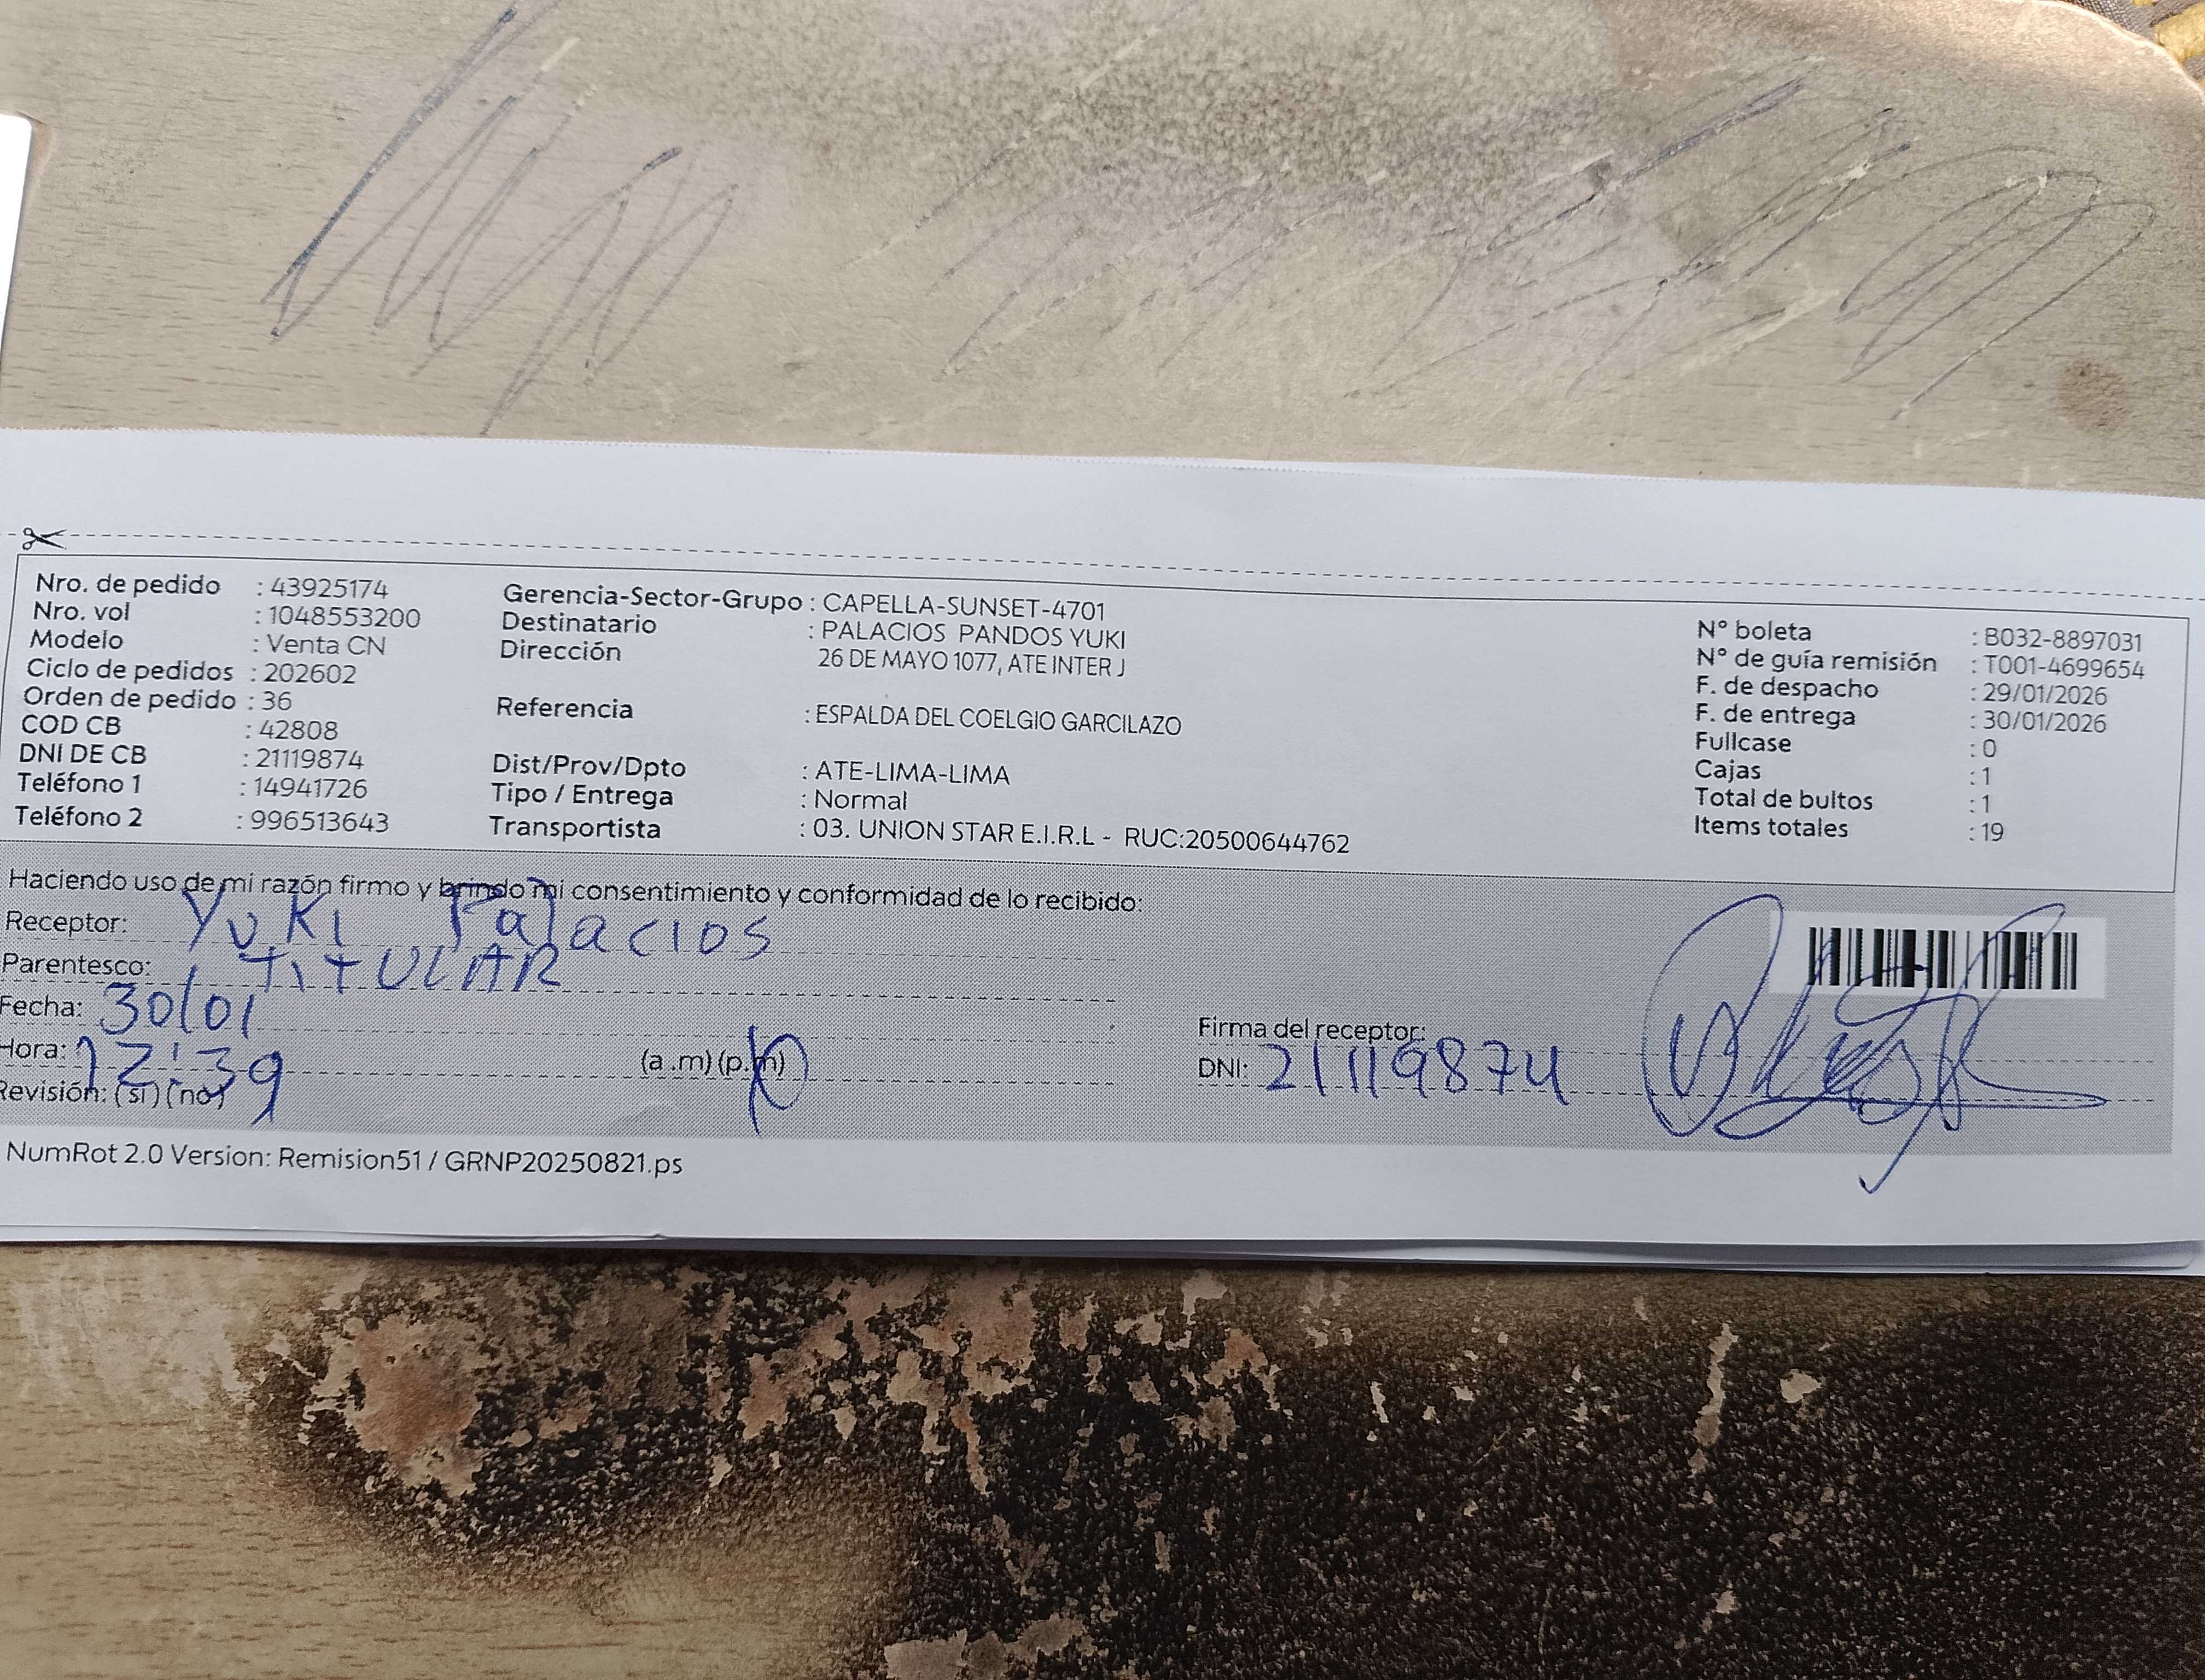 Nro. de pedido : 43925174
Nro. vol : 1048553200
Modelo : Venta CN
Ciclo de pedidos : 202602
Orden de pedido : 36
COD CB : 42808
DNI DE CB : 21119874
Teléfono 1 : 14941726
Teléfono 2 : 996513643
Gerencia-Sector-Grupo : CAPELLA-SUNSET-4701
Destinatario : PALACIOS PANDOS YUKI
Dirección 26 DE MAYO 1077, ATE INTER J
Referencia : ESPALDA DEL COELGIO GARCILAZO
Dist/Prov/Dpto : ATE-LIMA-LIMA
Tipo / Entrega : Normal
Transportista : 03. UNION STAR E.I.R.L - RUC:20500644762
N° boleta : B032-8897031
N° de guía remisión : T001-4699654
F. de despacho : 29/01/2026
F. de entrega : 30/01/2026
Fullcase : 0
Cajas : 1
Total de bultos : 1
Items totales : 19
Haciendo uso de mi razón firmo y brindo mi consentimiento y conformidad de lo recibido:
Receptor: Yuki Palacios
Parentesco: TITULAR
Fecha: 30/01
Hora: 12:39 (a.m) (p.m)
Revisión: (si) (no)
Firma del receptor:
DNI: 21119874
NumRot 2.0 Version: Remision51 / GRNP20250821.ps